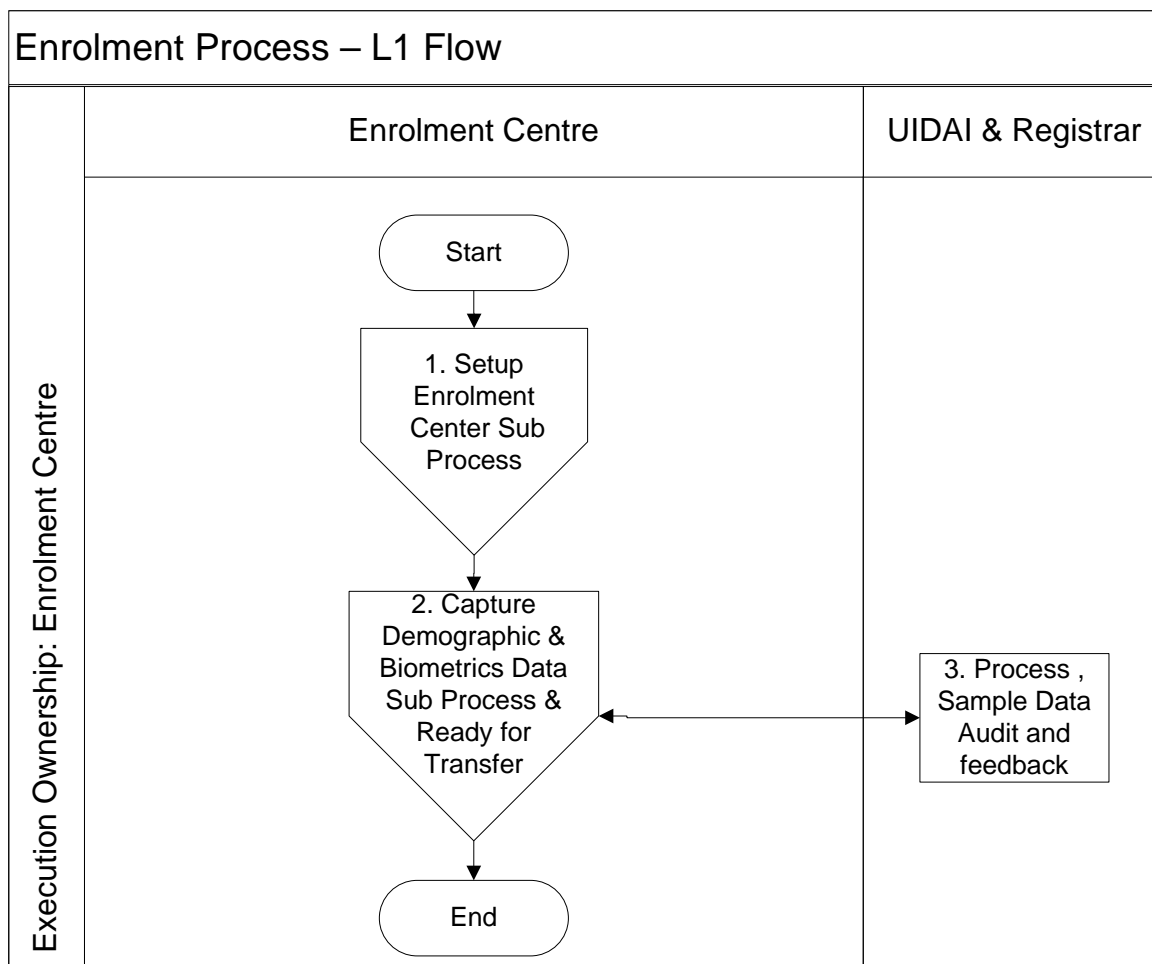 Enrolment Process – L1 Flow
Enrolment Centre
UIDAI & Registrar
Execution Ownership: Enrolment Centre
Start
1. Setup
Enrolment
Center Sub
Process
2. Capture
Demographic &
Biometrics Data
Sub Process &
Ready for
Transfer
3. Process ,
Sample Data
Audit and
feedback
End